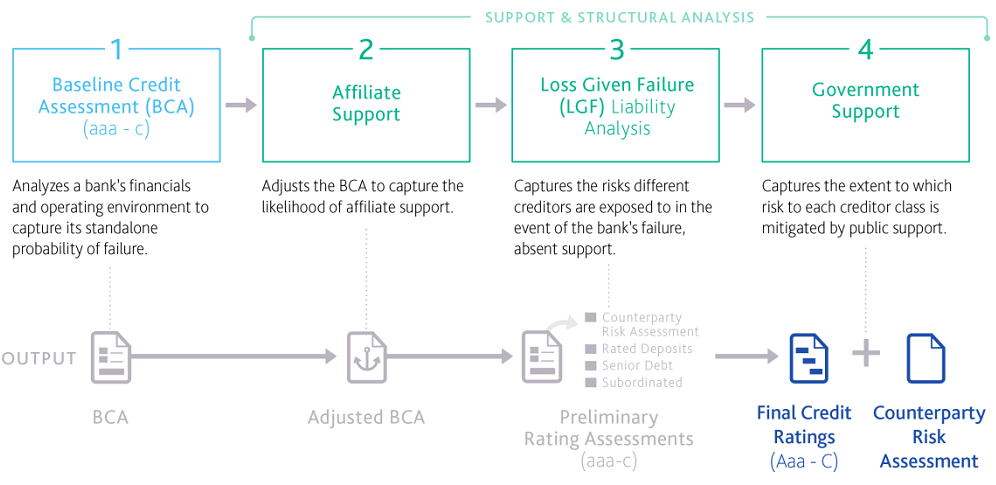 SUPPORT & STRUCTURAL ANALYSIS
1
Baseline Credit
Assessment (BCA)
(aaa - c)
2
Affiliate
Support
3
Loss Given Failure
(LGF) Liability
Analysis
4
Government
Support
Analyzes a bank's financials
and operating environment to
capture its standalone
probability of failure.
Adjusts the BCA to capture the
likelihood of affiliate support.
Captures the risks different
creditors are exposed to in the
event of the bank's failure,
absent support.
Captures the extent to which
risk to each creditor class is
mitigated by public support.
OUTPUT
BCA
Adjusted BCA
Counterparty
Risk Assessment
Rated Deposits
Senior Debt
Subordinated
Preliminary
Rating Assessments
(aaa-c)
Final Credit
Ratings
(Aaa - C)
+
Counterparty
Risk
Assessment